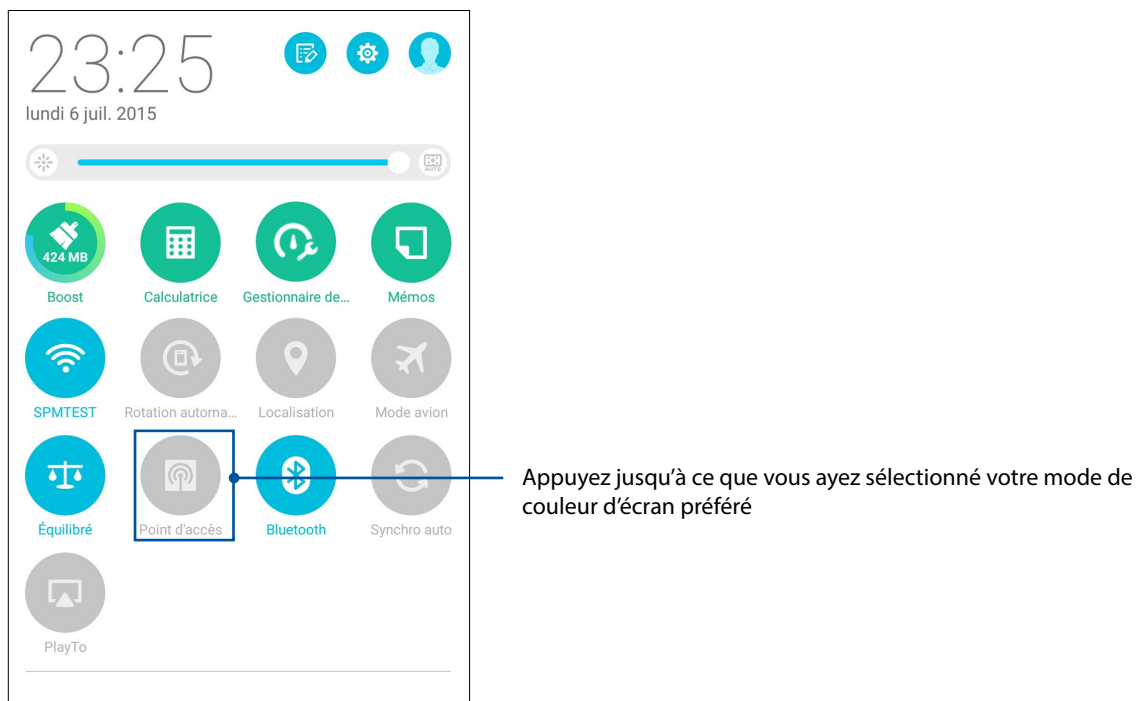 23:25
lundi 6 juil. 2015
AUTO
424 MB
Boost
Calculatrice
Gestionnaire de...
Mémos
SPMTEST
Rotation automa...
Localisation
Mode avion
Équilibré
Point d'accès
Bluetooth
Synchro auto
PlayTo
Appuyez jusqu’à ce que vous ayez sélectionné votre mode de
couleur d’écran préféré